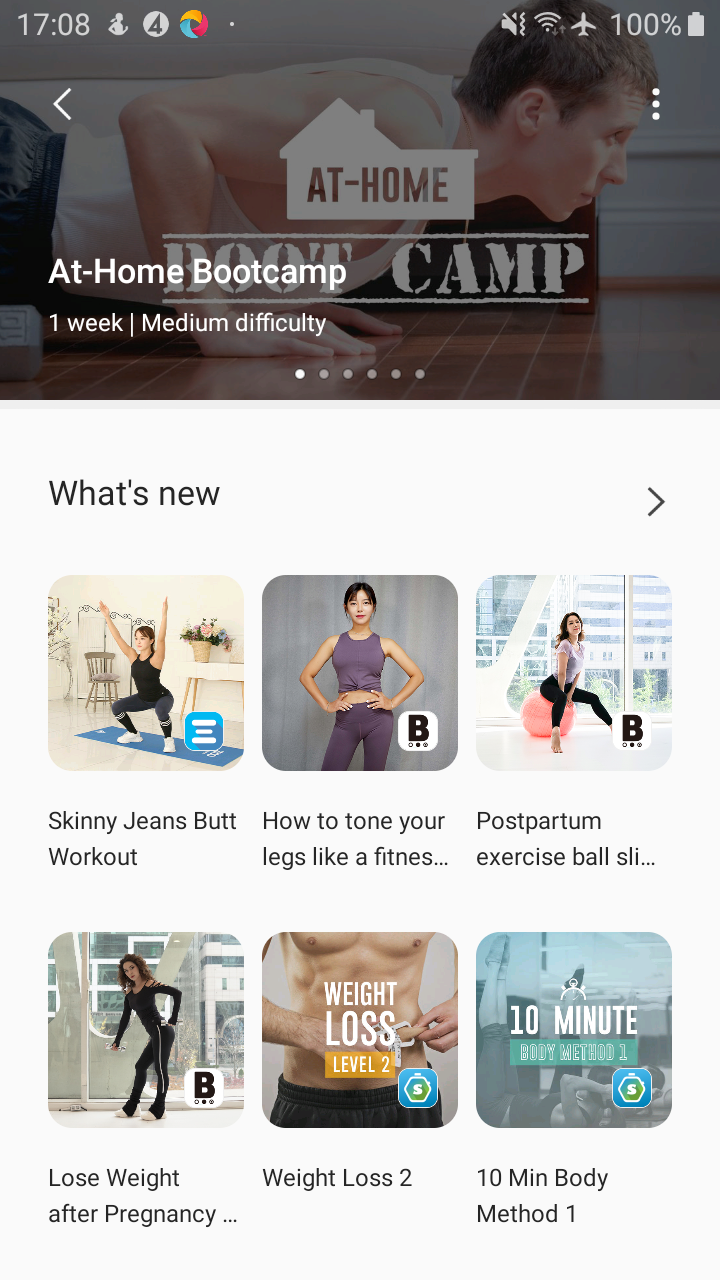 17:08
100%
AT-HOME
BOOT CAMP
At-Home Bootcamp
1 week | Medium difficulty
What's new
B
B
Skinny Jeans Butt
Workout
How to tone your
legs like a fitnes…
Postpartum
exercise ball sli…
B
WEIGHT
LOSS
LEVEL 2
S
10 MINUTE
BODY METHOD 1
S
Lose Weight
after Pregnancy …
Weight Loss 2
10 Min Body
Method 1